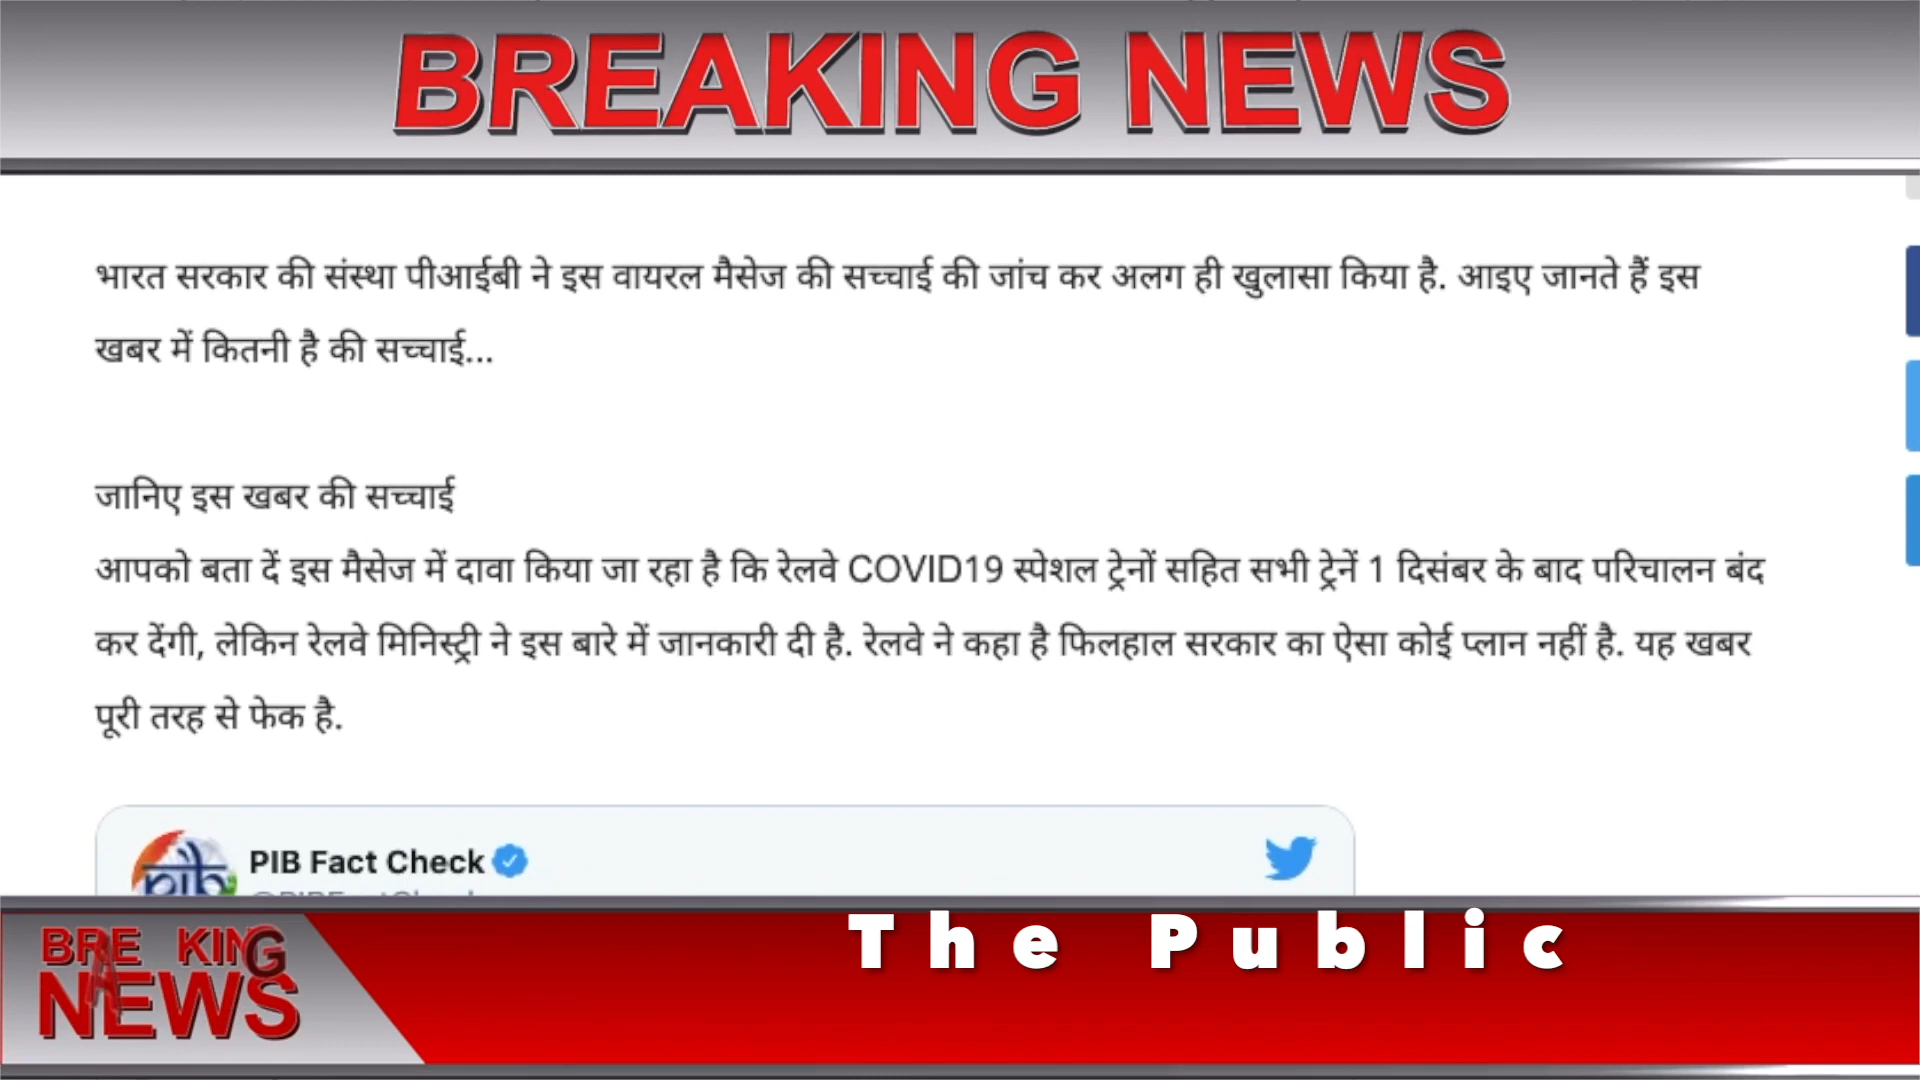 BREAKING NEWS
भारत सरकार की संस्था पीआईबी ने इस वायरल मैसेज की सच्चाई की जांच कर अलग ही खुलासा किया है. आइए जानते हैं इस
खबर में कितनी है की सच्चाई...
जानिए इस खबर की सच्चाई
आपको बता दें इस मैसेज में दावा किया जा रहा है कि रेलवे COVID19 स्पेशल ट्रेनों सहित सभी ट्रेनें 1 दिसंबर के बाद परिचालन बंद
कर देंगी, लेकिन रेलवे मिनिस्ट्री ने इस बारे में जानकारी दी है. रेलवे ने कहा है फिलहाल सरकार का ऐसा कोई प्लान नहीं है. यह खबर
पूरी तरह से फेक है.
PIB Fact Check
The Public
BREAKING
NEWS